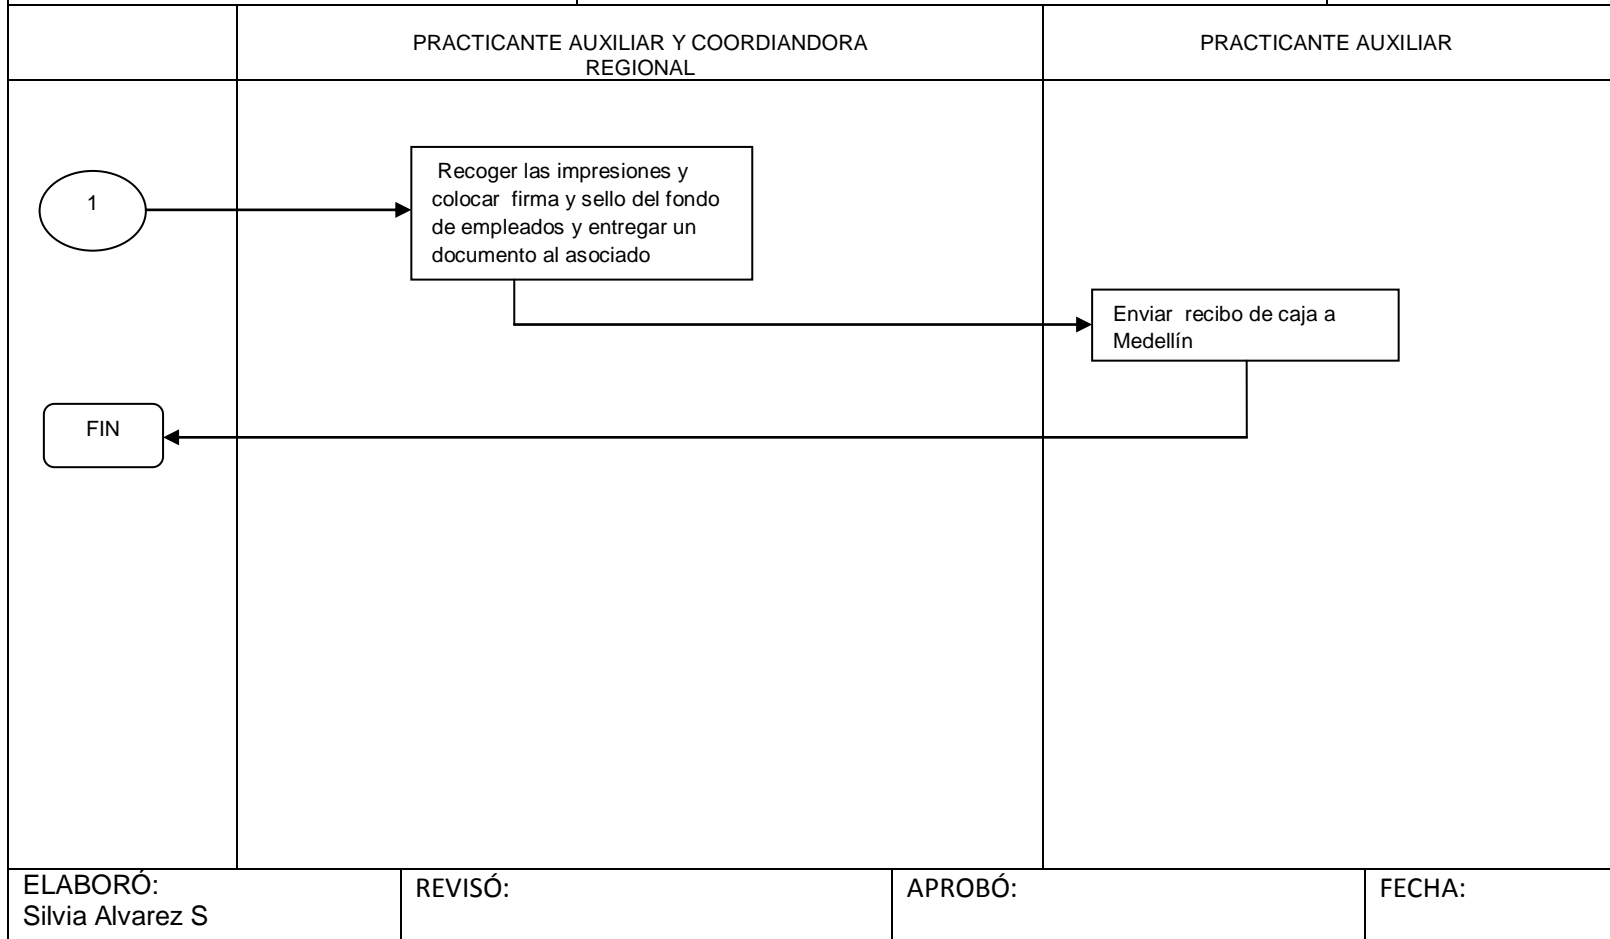 PRACTICANTE AUXILIAR Y COORDIANDORA
REGIONAL
PRACTICANTE AUXILIAR
1
Recoger las impresiones y
colocar firma y sello del fondo
de empleados y entregar un
documento al asociado
Enviar recibo de caja a
Medellín
FIN
ELABORÓ:
Silvia Alvarez S
REVISÓ:
APROBÓ:
FECHA: